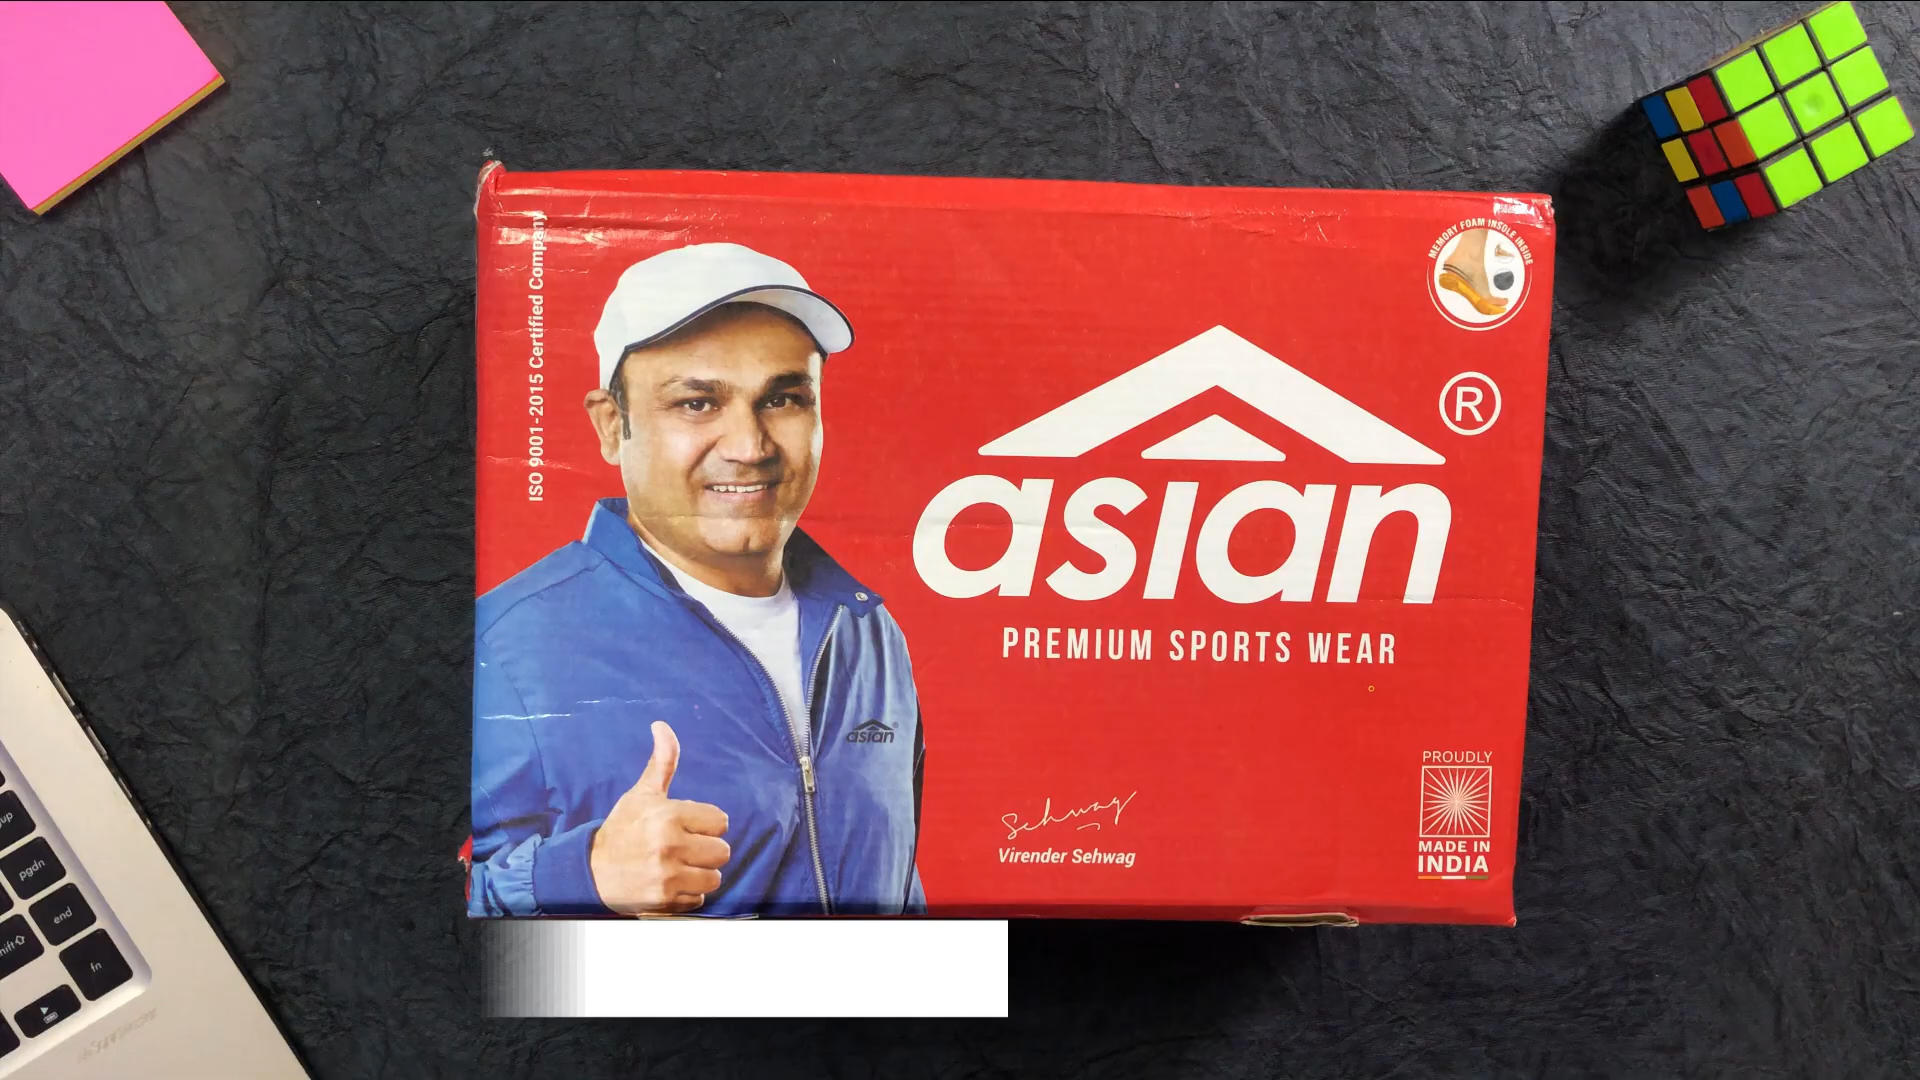 ISO 9001-2015 Certified Company
MEMORY FOAM INSOLE INSIDE
®
asian
PREMIUM SPORTS WEAR
asian
Sehwag
Virender Sehwag
PROUDLY
MADE IN
INDIA
up
pgdn
end
shift
fn